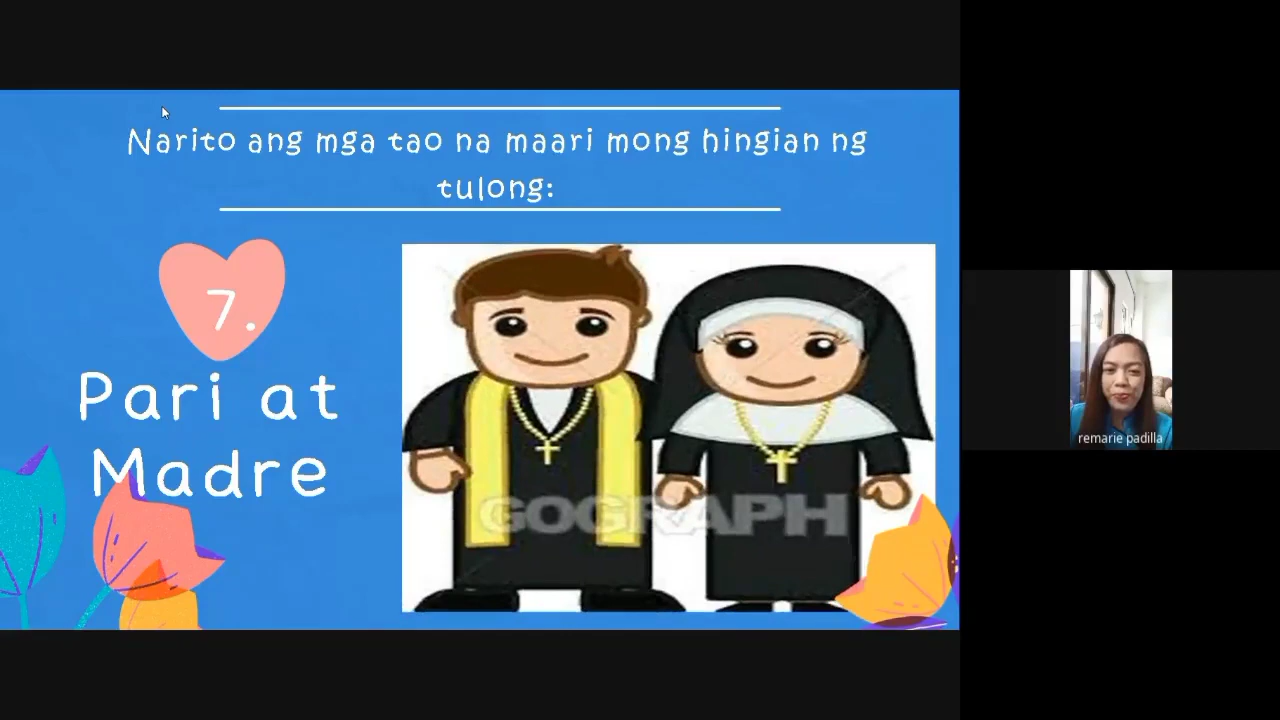 Narito ang mga tao na maari mong hingian ng
tulong:
7.
Pari at
Madre
GOGRAPH
remarie padilla